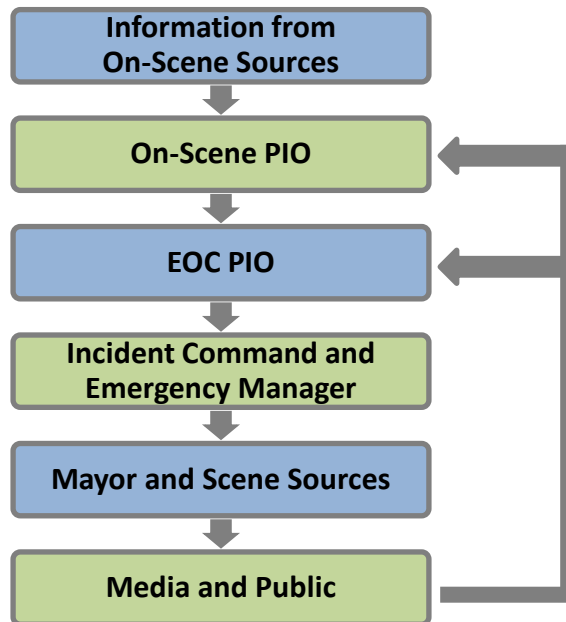 Information from
On-Scene Sources
On-Scene PIO
EOC PIO
Incident Command and
Emergency Manager
Mayor and Scene Sources
Media and Public